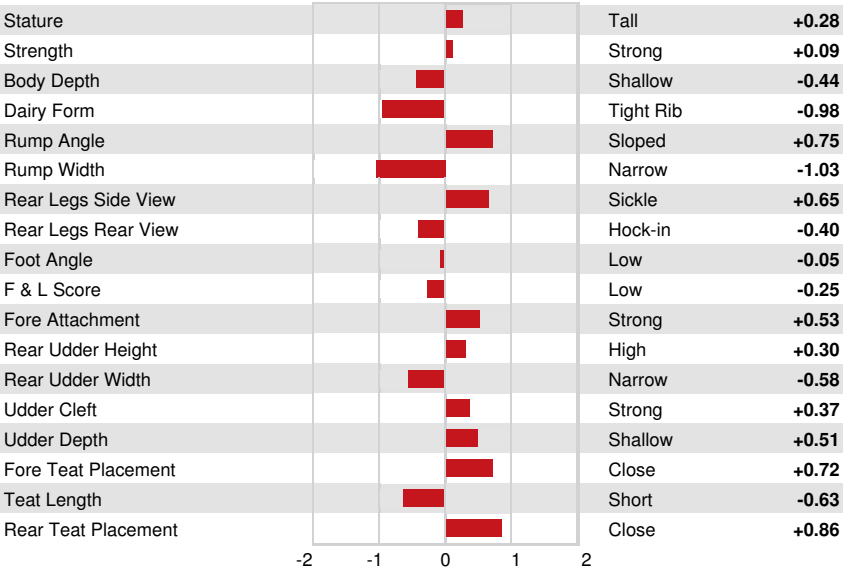 Stature Tall +0.28
Strength Strong +0.09
Body Depth Shallow -0.44
Dairy Form Tight Rib -0.98
Rump Angle Sloped +0.75
Rump Width Narrow -1.03
Rear Legs Side View Sickle +0.65
Rear Legs Rear View Hock-in -0.40
Foot Angle Low -0.05
F & L Score Low -0.25
Fore Attachment Strong +0.53
Rear Udder Height High +0.30
Rear Udder Width Narrow -0.58
Udder Cleft Strong +0.37
Udder Depth Shallow +0.51
Fore Teat Placement Close +0.72
Teat Length Short -0.63
Rear Teat Placement Close +0.86
-2 -1 0 1 2